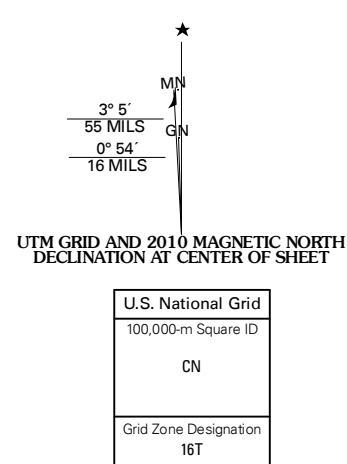 MN
3° 5´
55 MILS
GN
0° 54´
16 MILS
UTM GRID AND 2010 MAGNETIC NORTH
DECLINATION AT CENTER OF SHEET
U.S. National Grid
100,000-m Square ID
CN
Grid Zone Designation
16T